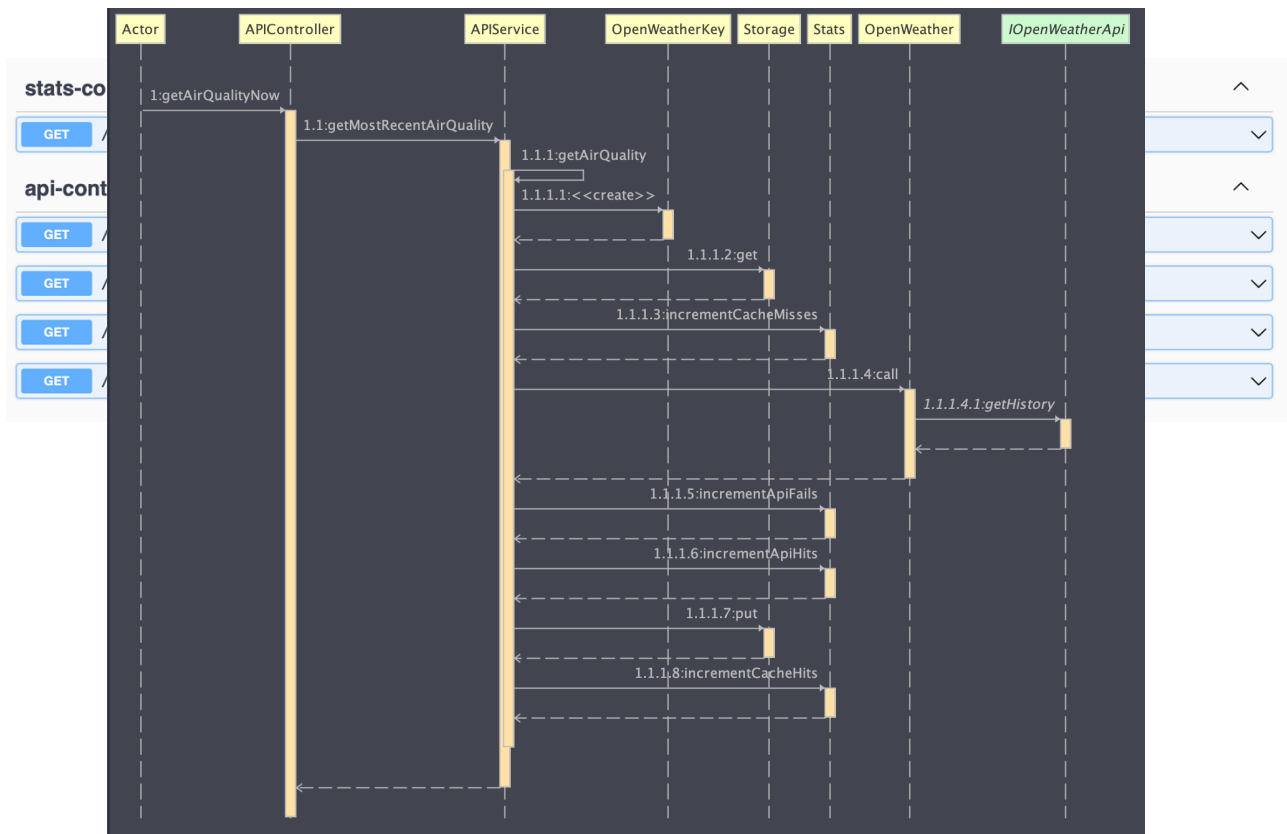 Actor
APIController
APIService
OpenWeatherKey
Storage
Stats
OpenWeather
IOpenWeatherApi
stats-co
1:getAirQualityNow
GET /
1.1:getMostRecentAirQuality
1.1.1:getAirQuality
api-cont
1.1.1.1:<<create>>
GET /
1.1.1.2:get
GET /
1.1.1.3:incrementCacheMisses
GET /
1.1.1.4:call
GET /
1.1.1.4.1:getHistory
1.1.1.5:incrementApiFails
1.1.1.6:incrementApiHits
1.1.1.7:put
1.1.1.8:incrementCacheHits